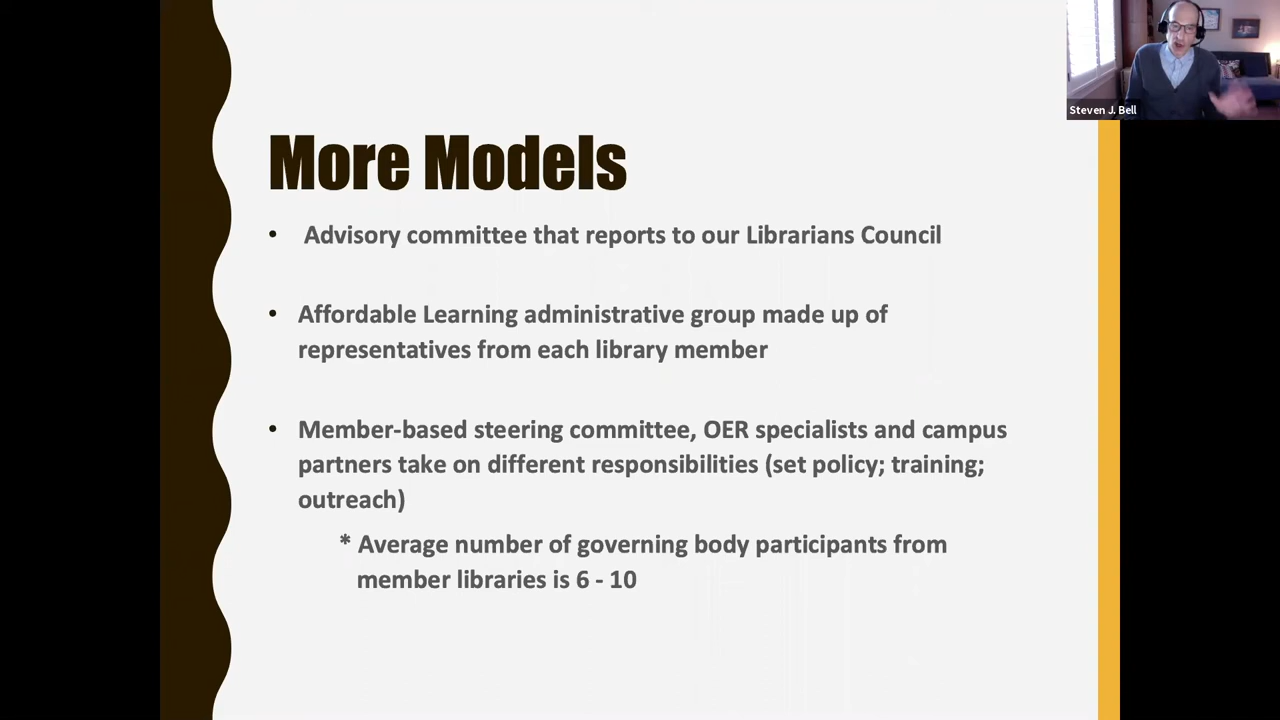 Steven J. Bell
More Models
• Advisory committee that reports to our Librarians Council
• Affordable Learning administrative group made up of
representatives from each library member
• Member-based steering committee, OER specialists and campus
partners take on different responsibilities (set policy; training;
outreach)
* Average number of governing body participants from
member libraries is 6 - 10